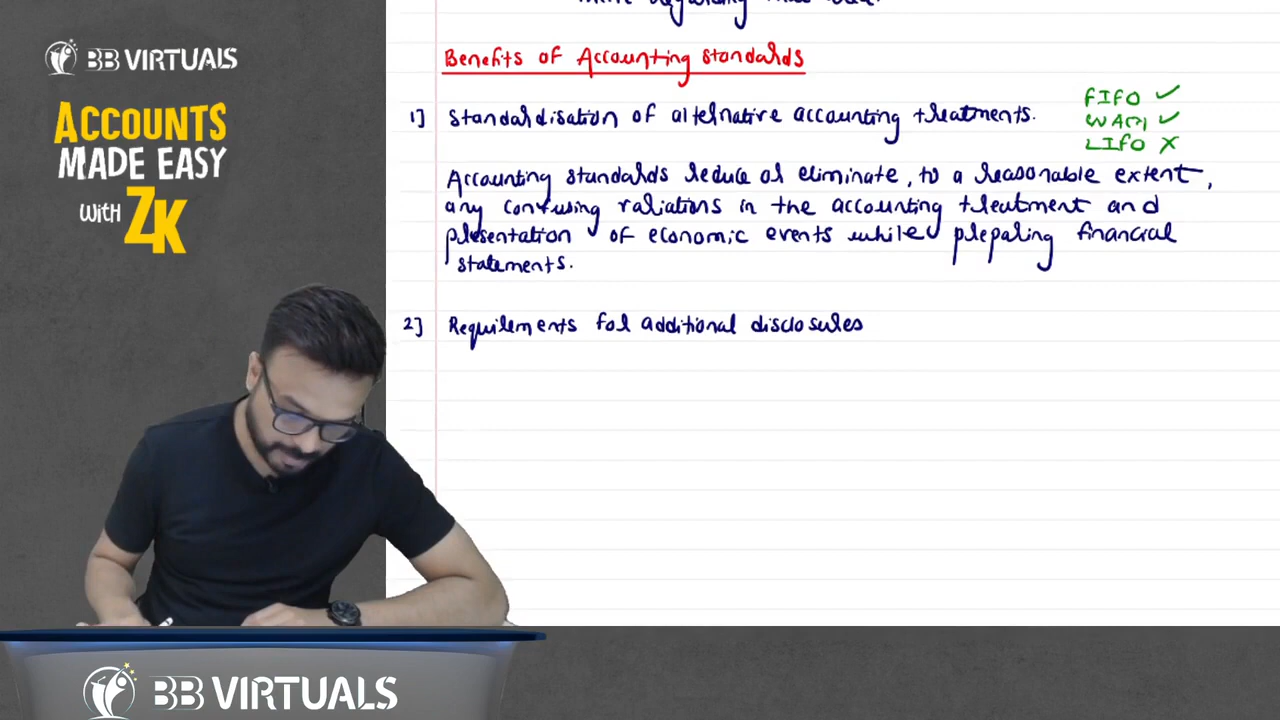 BB VIRTUALS
ACCOUNTS
MADE EASY
with ZK
Benefits of Accounting Standards
1] Standardisation of alternative accounting treatments.
FIFO ✓
WAM ✓
LIFO ✗
Accounting standards reduce or eliminate, to a reasonable extent,
any confusing variations in the accounting treatment and
presentation of economic events while preparing financial
statements.
2] Requirements for additional disclosures
BB VIRTUALS